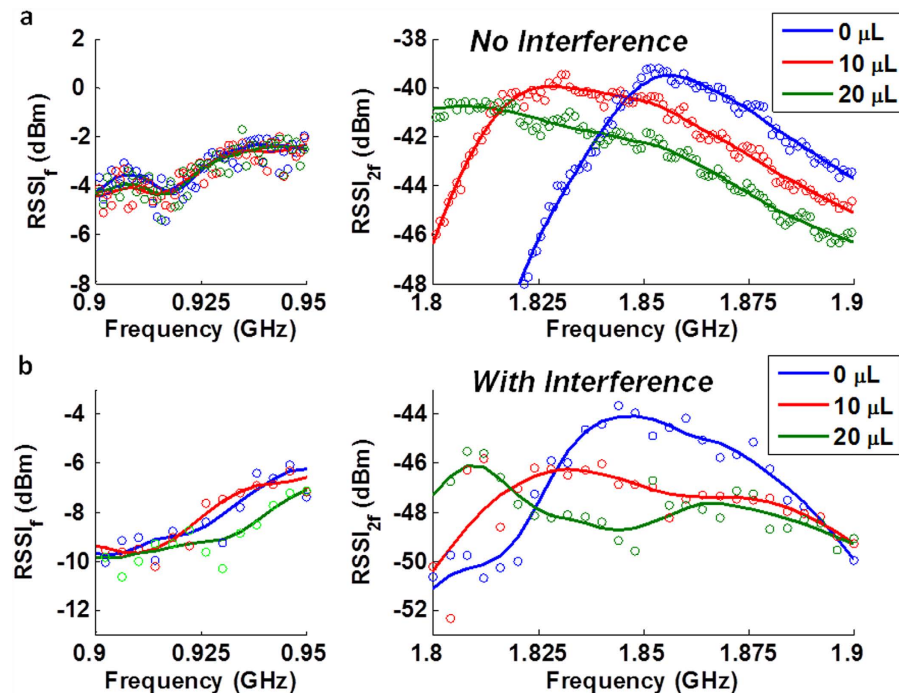 a
No Interference
0 μL
10 μL
20 μL
RSSI_f (dBm)
2
0
-2
-4
-6
-8
0.9
0.925
0.95
Frequency (GHz)
RSSI_2f (dBm)
-38
-40
-42
-44
-46
-48
1.8
1.825
1.85
1.875
1.9
Frequency (GHz)
b
With Interference
0 μL
10 μL
20 μL
RSSI_f (dBm)
-4
-6
-8
-10
-12
0.9
0.925
0.95
Frequency (GHz)
RSSI_2f (dBm)
-44
-46
-48
-50
-52
1.8
1.825
1.85
1.875
1.9
Frequency (GHz)